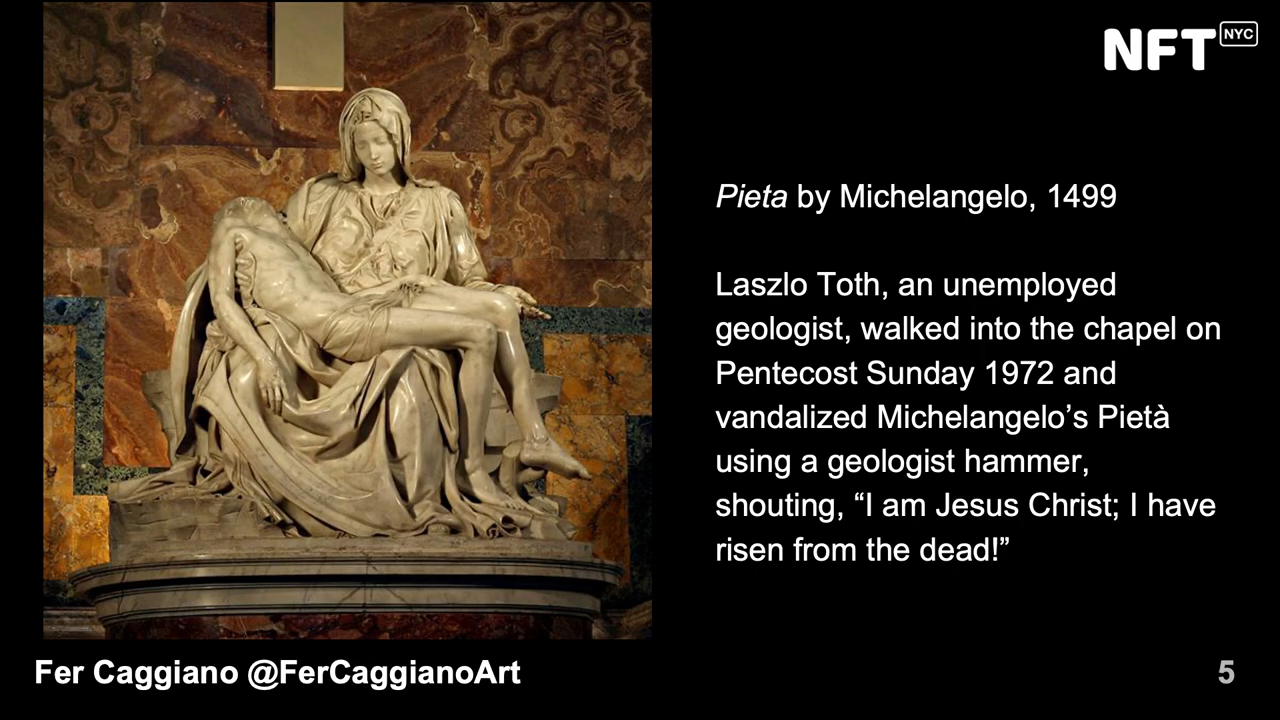 NFT NYC
Pieta by Michelangelo, 1499
Laszlo Toth, an unemployed
geologist, walked into the chapel on
Pentecost Sunday 1972 and
vandalized Michelangelo’s Pietà
using a geologist hammer,
shouting, “I am Jesus Christ; I have
risen from the dead!”
Fer Caggiano @FerCaggianoArt
5